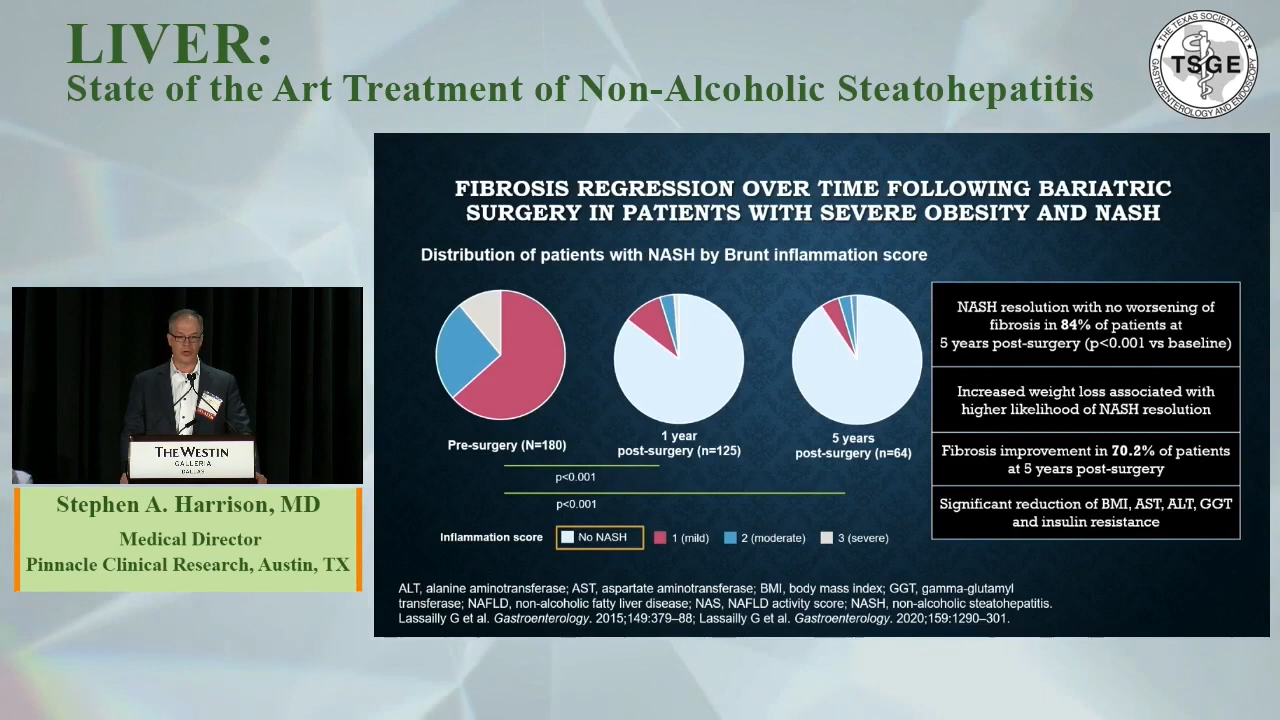 LIVER:
State of the Art Treatment of Non-Alcoholic Steatohepatitis
THE TEXAS SOCIETY FOR
TSGE
GASTROENTEROLOGY AND ENDOSCOPY
FIBROSIS REGRESSION OVER TIME FOLLOWING BARIATRIC
SURGERY IN PATIENTS WITH SEVERE OBESITY AND NASH
Distribution of patients with NASH by Brunt inflammation score
Pre-surgery (N=180)
1 year
post-surgery (n=125)
5 years
post-surgery (n=64)
p<0.001
p<0.001
Inflammation score
No NASH
1 (mild)
2 (moderate)
3 (severe)
NASH resolution with no worsening of
fibrosis in 84% of patients at
5 years post-surgery (p<0.001 vs baseline)
Increased weight loss associated with
higher likelihood of NASH resolution
Fibrosis improvement in 70.2% of patients
at 5 years post-surgery
Significant reduction of BMI, AST, ALT, GGT
and insulin resistance
ALT, alanine aminotransferase; AST, aspartate aminotransferase; BMI, body mass index; GGT, gamma-glutamyl
transferase; NAFLD, non-alcoholic fatty liver disease; NAS, NAFLD activity score; NASH, non-alcoholic steatohepatitis.
Lassailly G et al. Gastroenterology. 2015;149:379–88; Lassailly G et al. Gastroenterology. 2020;159:1290–301.
THE WESTIN
GALLERIA
DALLAS
Stephen A. Harrison, MD
Medical Director
Pinnacle Clinical Research, Austin, TX